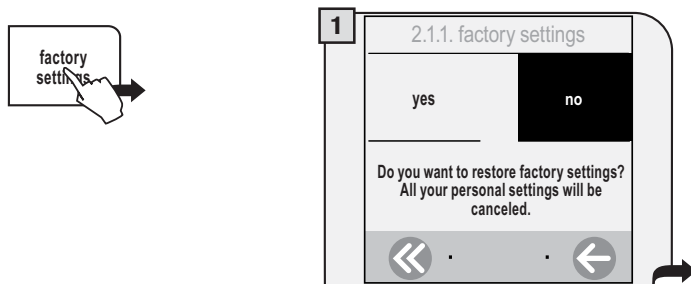 factory
settings
1
2.1.1. factory settings
yes
no
Do you want to restore factory settings?
All your personal settings will be
canceled.